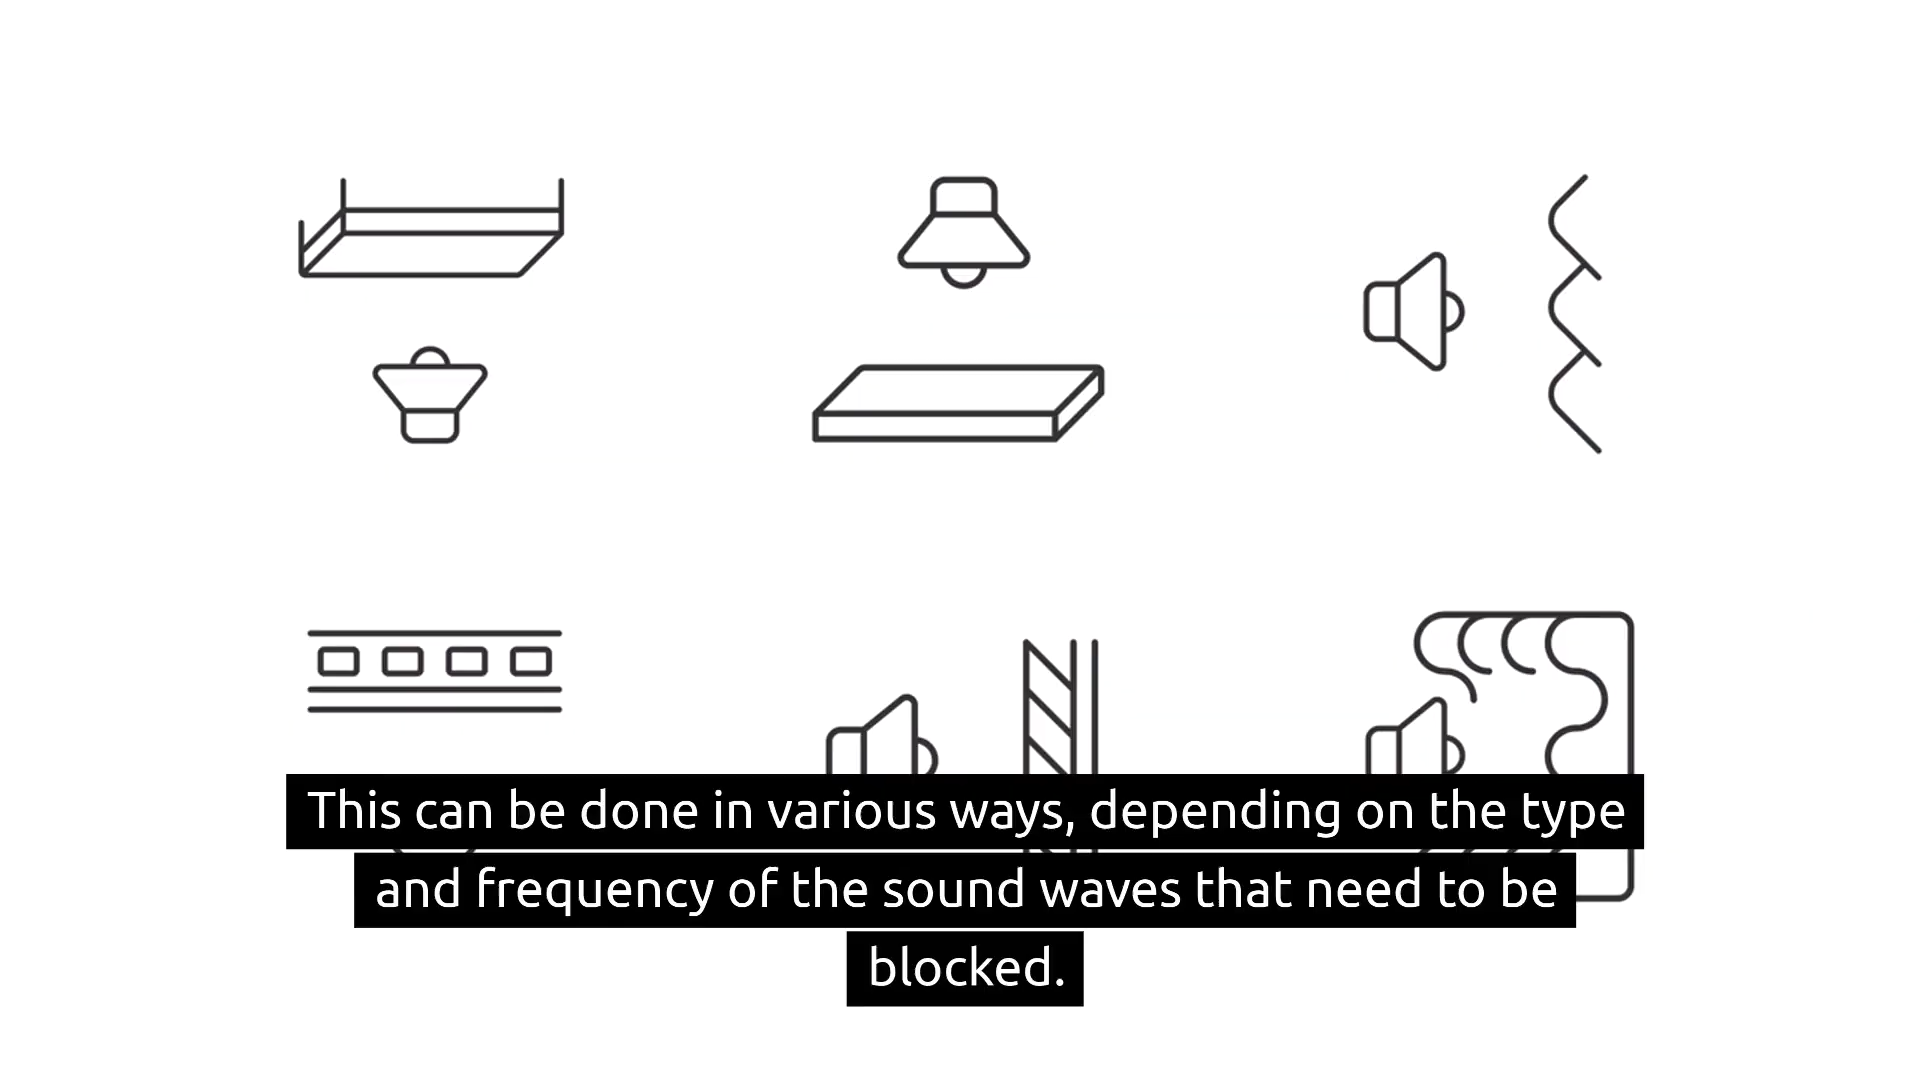 This can be done in various ways, depending on the type
and frequency of the sound waves that need to be
blocked.